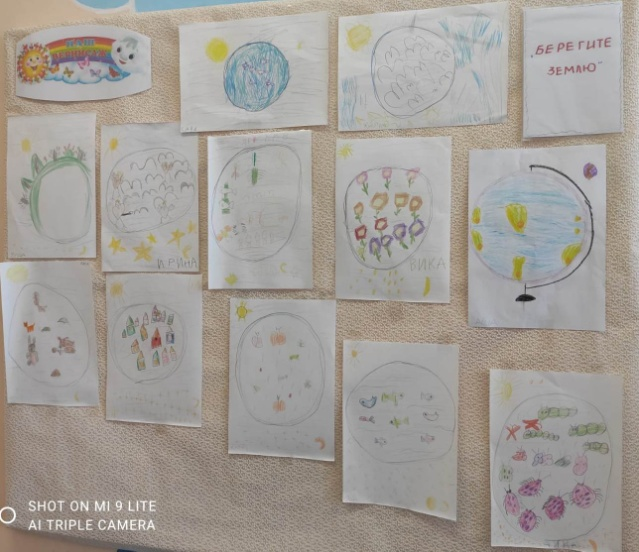 „БЕРЕГИТЕ
ЗЕМЛЮ"
ИРИНА
ВИКА
SHOT ON MI 9 LITE
AI TRIPLE CAMERA